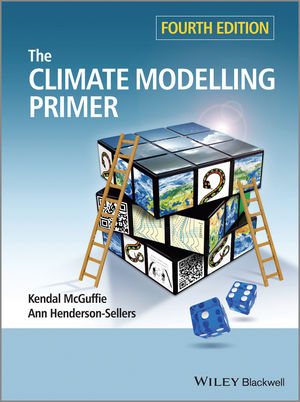 FOURTH EDITION
The
CLIMATE MODELLING
PRIMER
Kendal McGuffie
Ann Henderson-Sellers
WILEY Blackwell